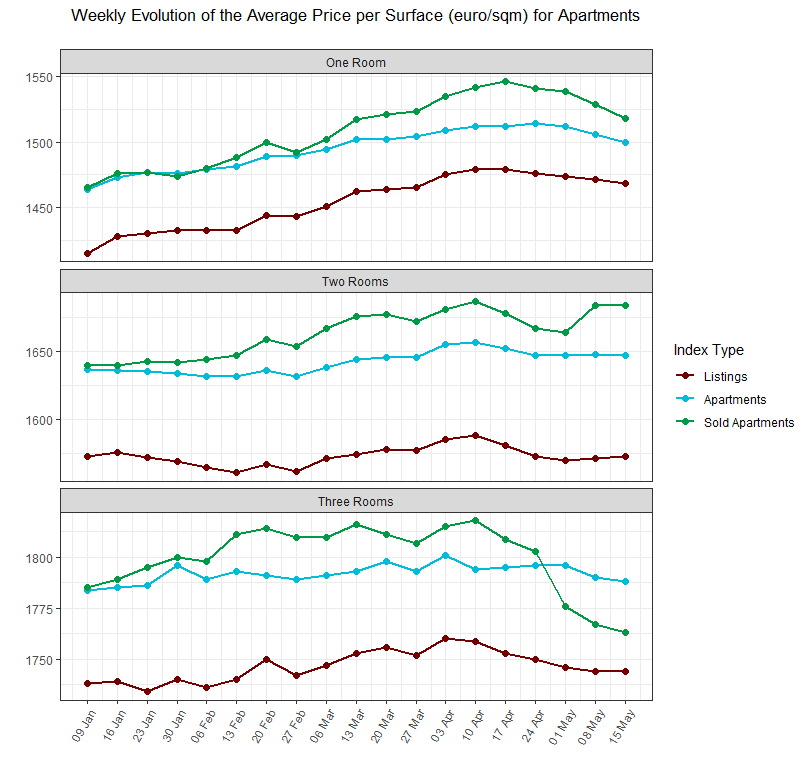 Weekly Evolution of the Average Price per Surface (euro/sqm) for Apartments
One Room
1550
1500
1450
Two Rooms
1650
1600
Three Rooms
1800
1775
1750
09 Jan
16 Jan
23 Jan
30 Jan
06 Feb
13 Feb
20 Feb
27 Feb
06 Mar
13 Mar
20 Mar
27 Mar
03 Apr
10 Apr
17 Apr
24 Apr
01 May
08 May
15 May
Index Type
Listings
Apartments
Sold Apartments